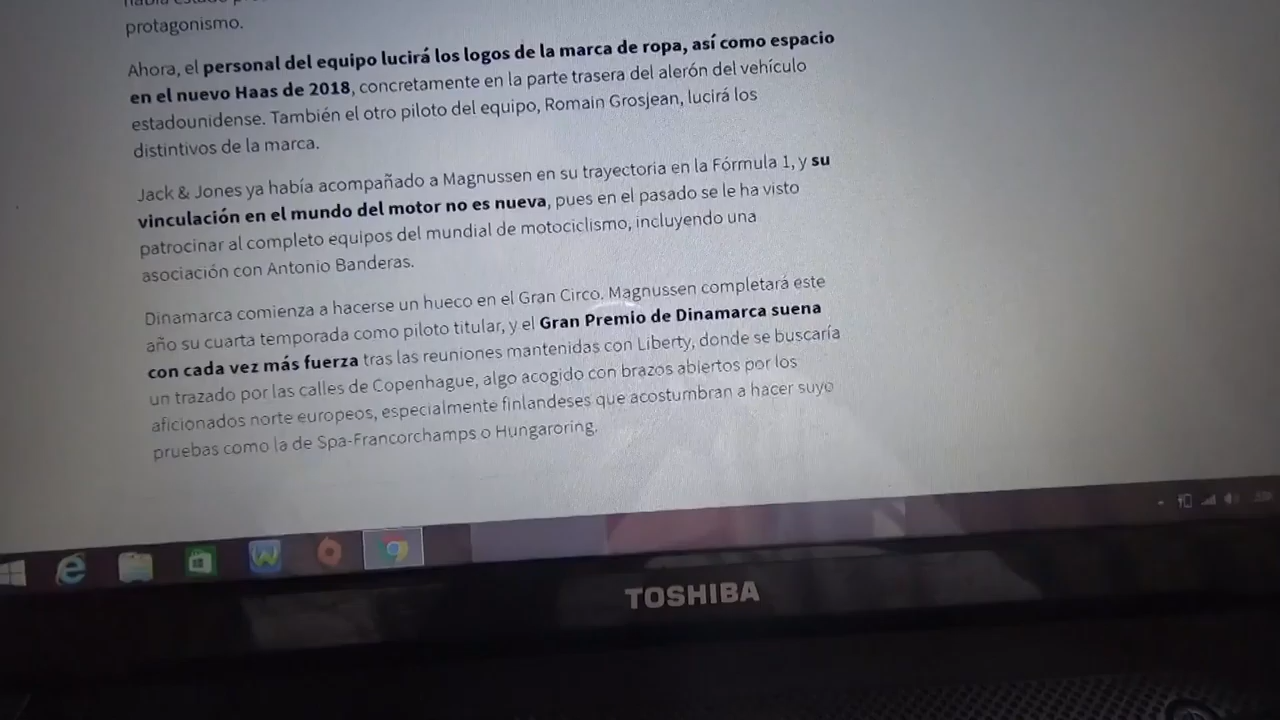 protagonismo.
Ahora, el personal del equipo lucirá los logos de la marca de ropa, así como espacio
en el nuevo Haas de 2018, concretamente en la parte trasera del alerón del vehículo
estadounidense. También el otro piloto del equipo, Romain Grosjean, lucirá los
distintivos de la marca.
Jack & Jones ya había acompañado a Magnussen en su trayectoria en la Fórmula 1, y su
vinculación en el mundo del motor no es nueva, pues en el pasado se le ha visto
patrocinar al completo equipos del mundial de motociclismo, incluyendo una
asociación con Antonio Banderas.
Dinamarca comienza a hacerse un hueco en el Gran Circo. Magnussen completará este
año su cuarta temporada como piloto titular, y el Gran Premio de Dinamarca suena
con cada vez más fuerza tras las reuniones mantenidas con Liberty, donde se buscaría
un trazado por las calles de Copenhague, algo acogido con brazos abiertos por los
aficionados norte europeos, especialmente finlandeses que acostumbran a hacer suyo
pruebas como la de Spa-Francorchamps o Hungaroring.
TOSHIBA